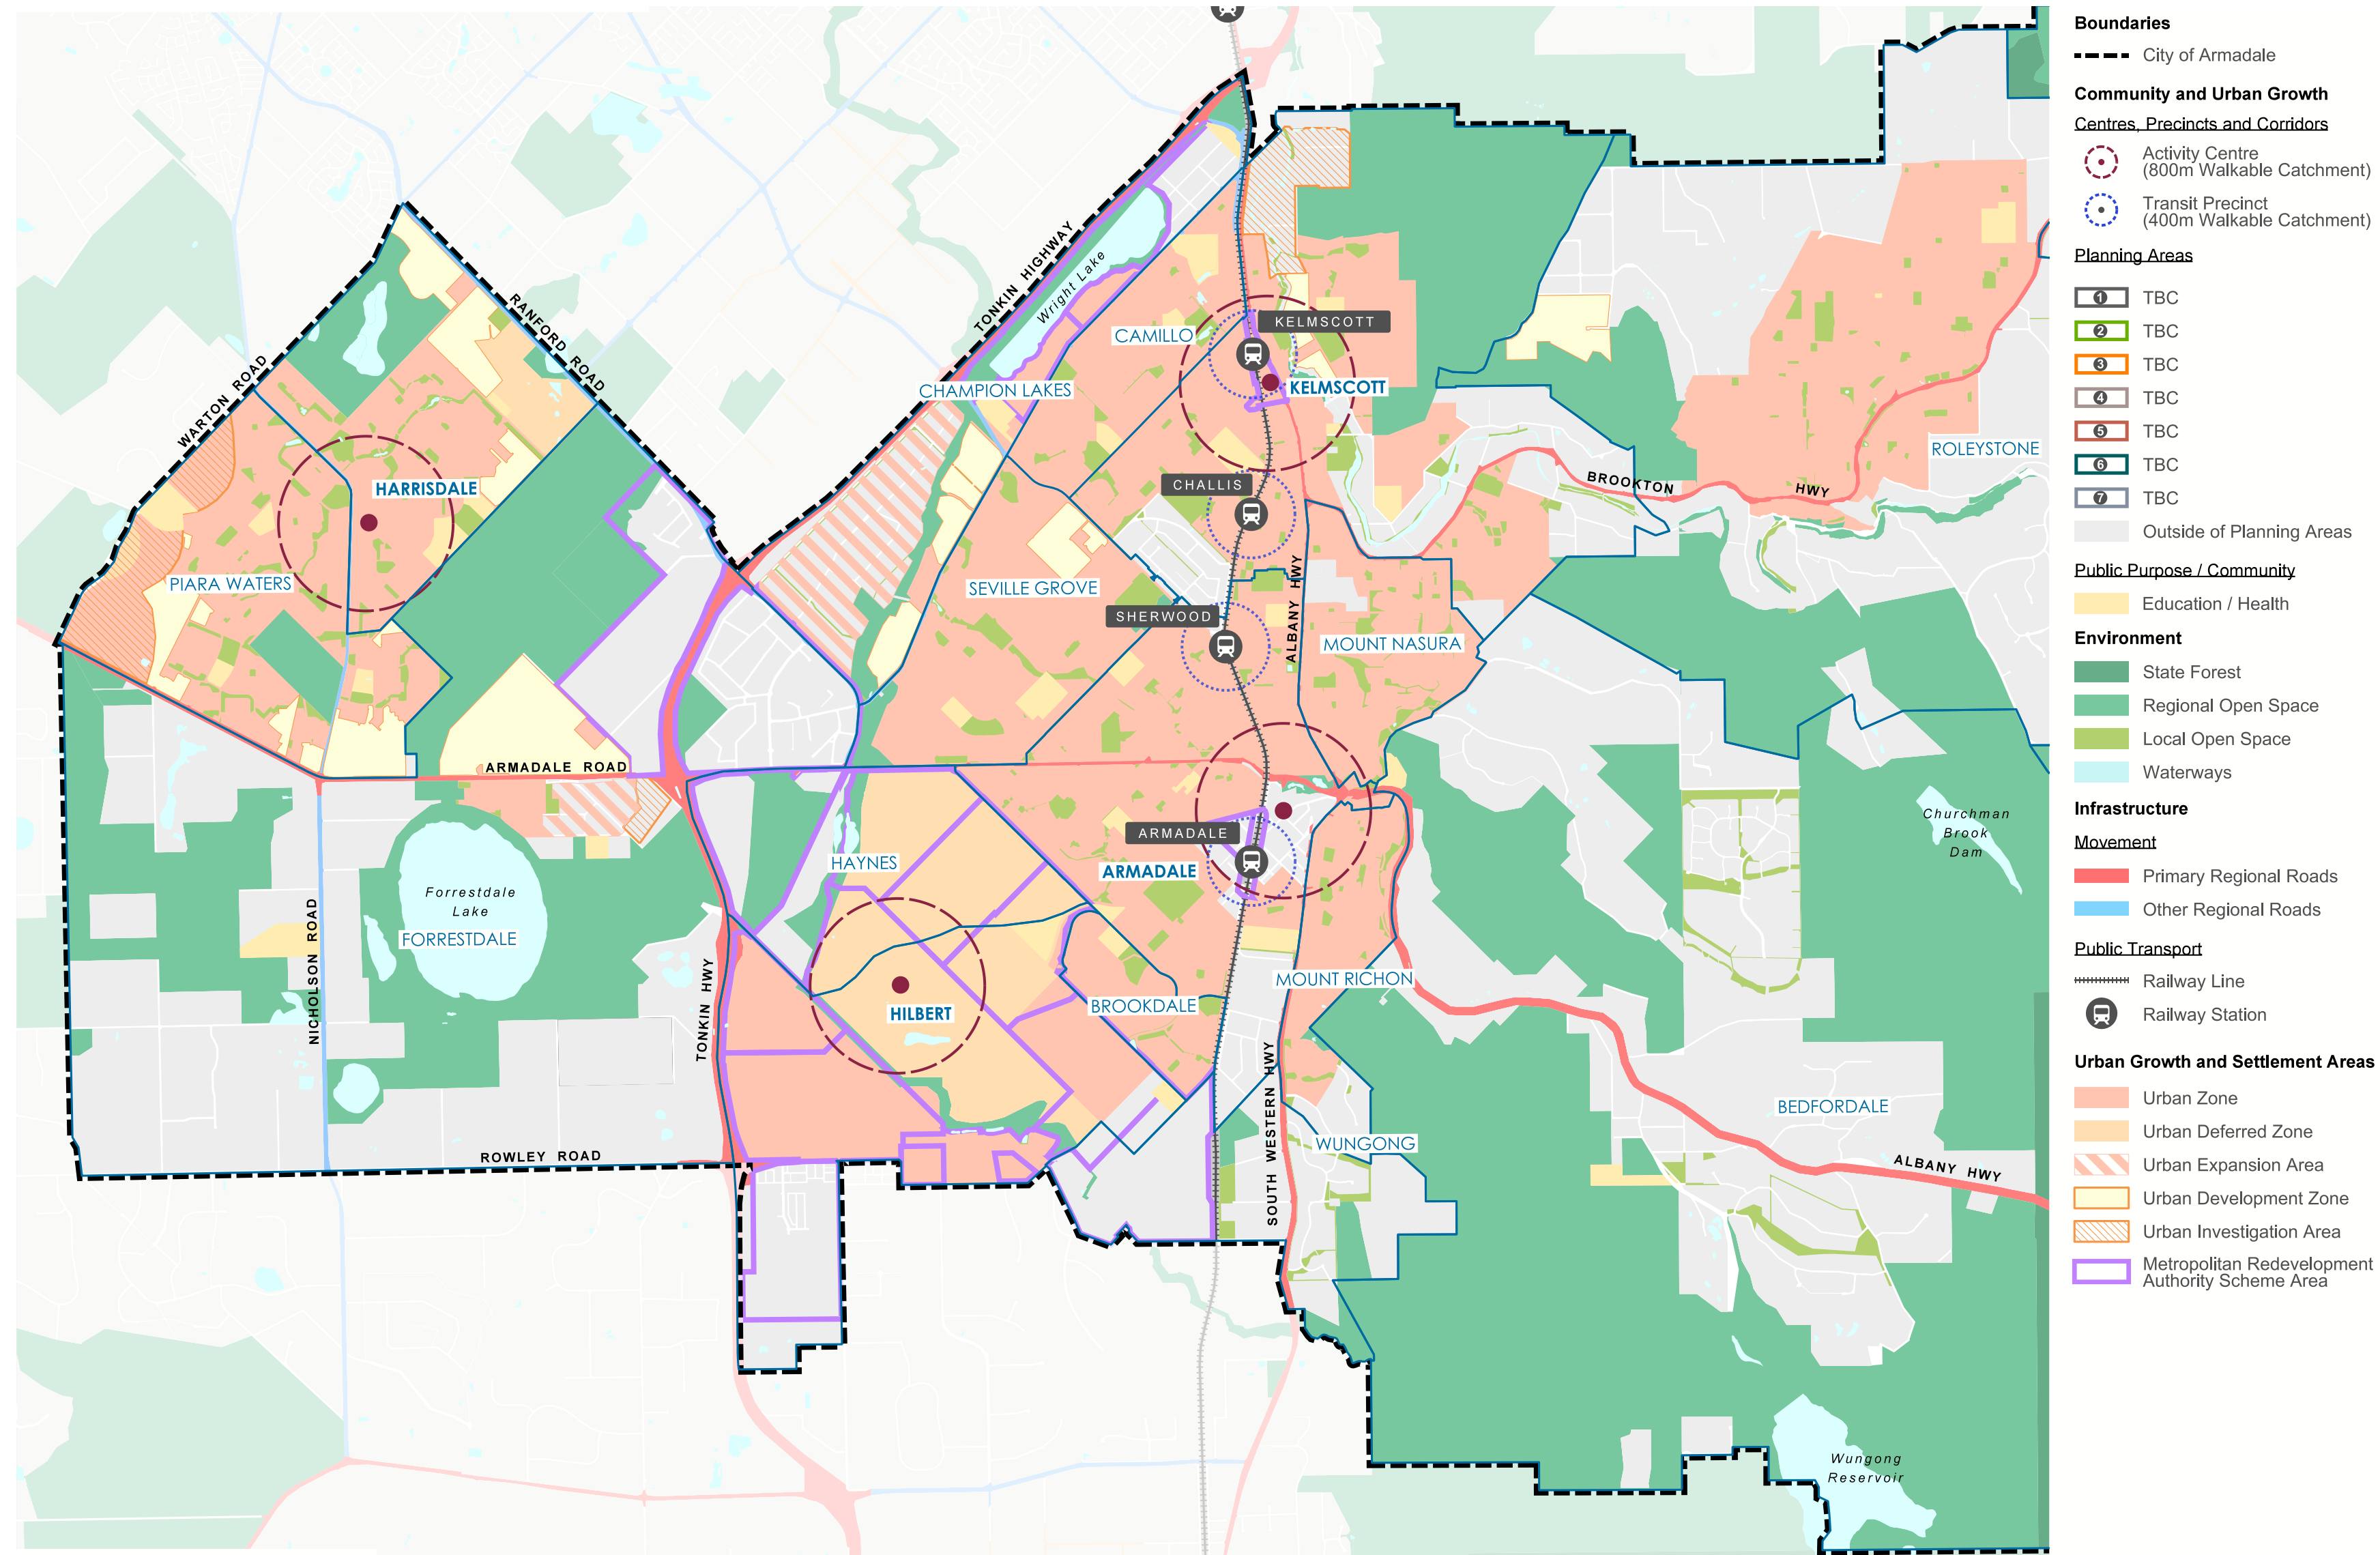 TONKIN HIGHWAY
Wright Lake
RANFORD ROAD
WARTON ROAD
KELMSCOTT
CAMILLO
KELMSCOTT
CHAMPION LAKES
HARRISDALE
CHALLIS
BROOKTON
HWY
ROLEYSTONE
PIARA WATERS
SEVILLE GROVE
SHERWOOD
ALBANY HWY
MOUNT NASURA
ARMADALE ROAD
ARMADALE
HAYNES
ARMADALE
Churchman
Brook
Dam
Forrestdale
Lake
FORRESTDALE
NICHOLSON ROAD
TONKIN HWY
HILBERT
BROOKDALE
MOUNT RICHON
SOUTH WESTERN HWY
BEDFORDALE
WUNGONG
ROWLEY ROAD
ALBANY HWY
Wungong
Reservoir
Boundaries
City of Armadale
Community and Urban Growth
Centres, Precincts and Corridors
Activity Centre
(800m Walkable Catchment)
Transit Precinct
(400m Walkable Catchment)
Planning Areas
1 TBC
2 TBC
3 TBC
4 TBC
5 TBC
6 TBC
7 TBC
Outside of Planning Areas
Public Purpose / Community
Education / Health
Environment
State Forest
Regional Open Space
Local Open Space
Waterways
Infrastructure
Movement
Primary Regional Roads
Other Regional Roads
Public Transport
Railway Line
Railway Station
Urban Growth and Settlement Areas
Urban Zone
Urban Deferred Zone
Urban Expansion Area
Urban Development Zone
Urban Investigation Area
Metropolitan Redevelopment
Authority Scheme Area